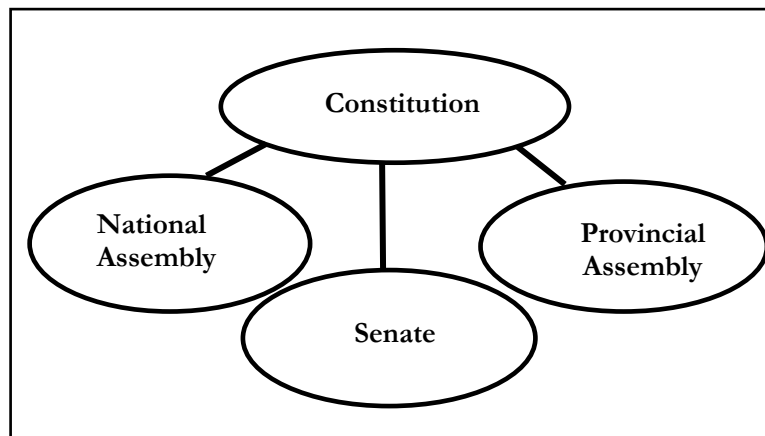 Constitution
National
Assembly
Provincial
Assembly
Senate